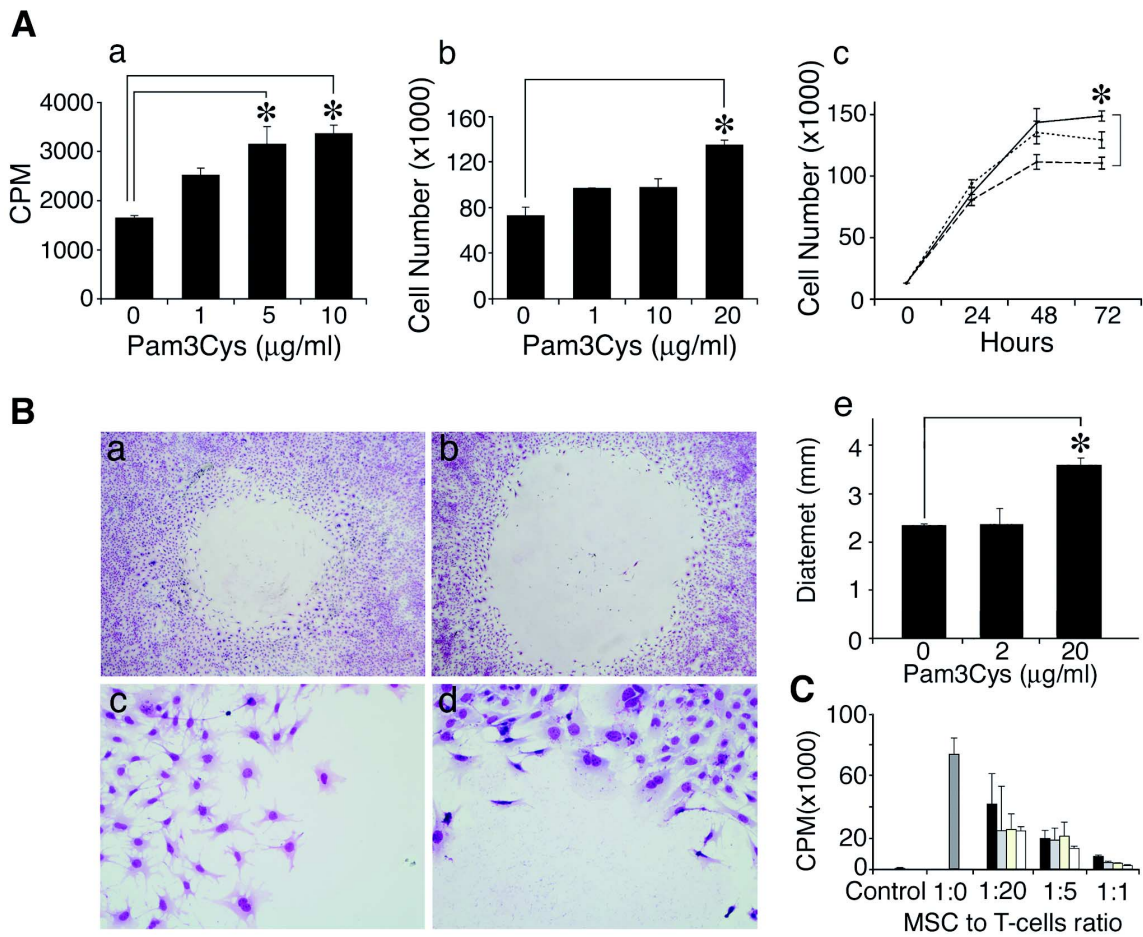 A
a
CPM
4000
3000
2000
1000
0
*
*
0 1 5 10
Pam3Cys (μg/ml)
b
Cell Number (x1000)
160
120
80
40
0
*
0 1 10 20
Pam3Cys (μg/ml)
c
Cell Number (x1000)
150
100
50
0
*
0 24 48 72
Hours
B
a
b
c
d
e
Diatemet (mm)
4
3
2
1
0
*
0 2 20
Pam3Cys (μg/ml)
C
CPM(x1000)
100
60
20
0
Control 1:0 1:20 1:5 1:1
MSC to T-cells ratio